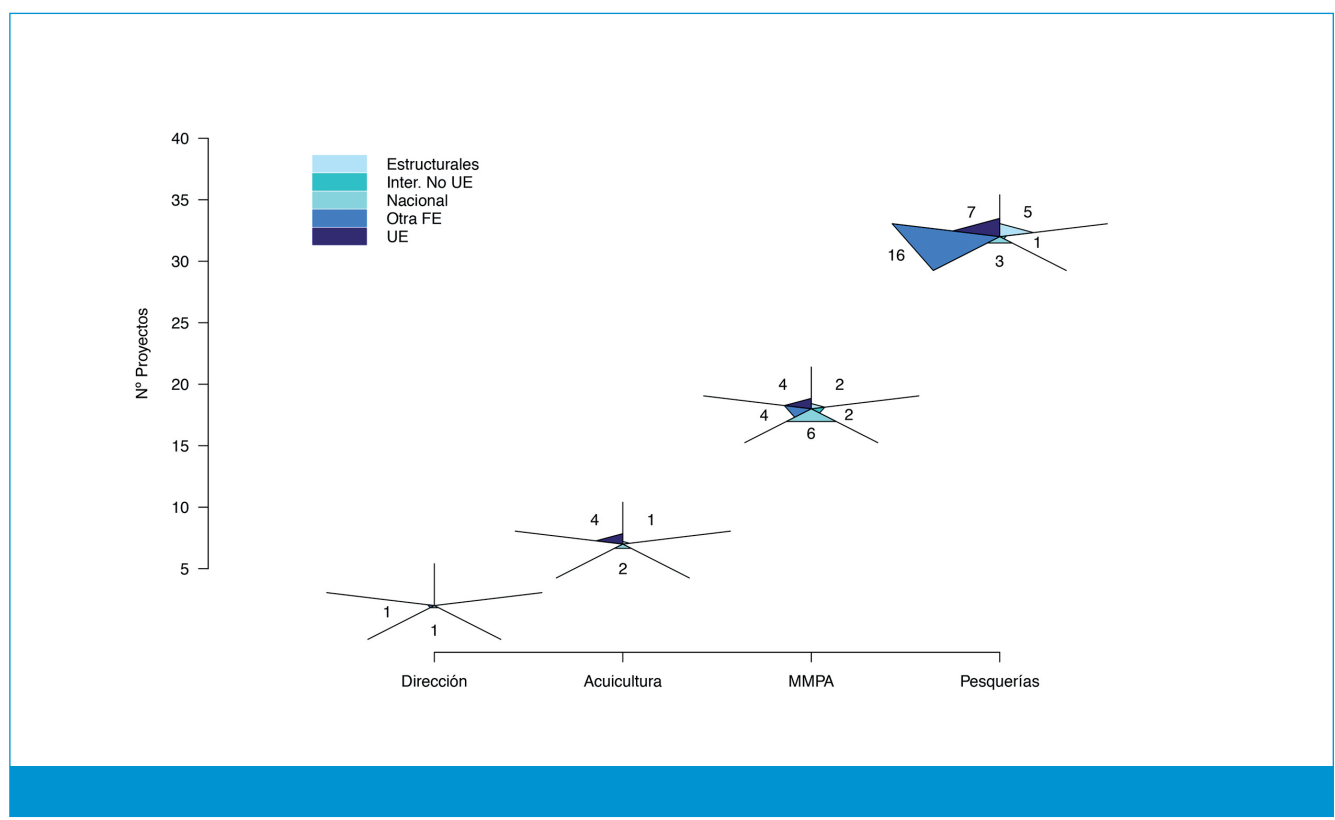 40
35
30
25
20
15
10
5
Nº Proyectos
Estructurales
Inter. No UE
Nacional
Otra FE
UE
7 5
16 1
3
4 2
4 2
6
4 1
2
1
1
Dirección Acuicultura MMPA Pesquerías